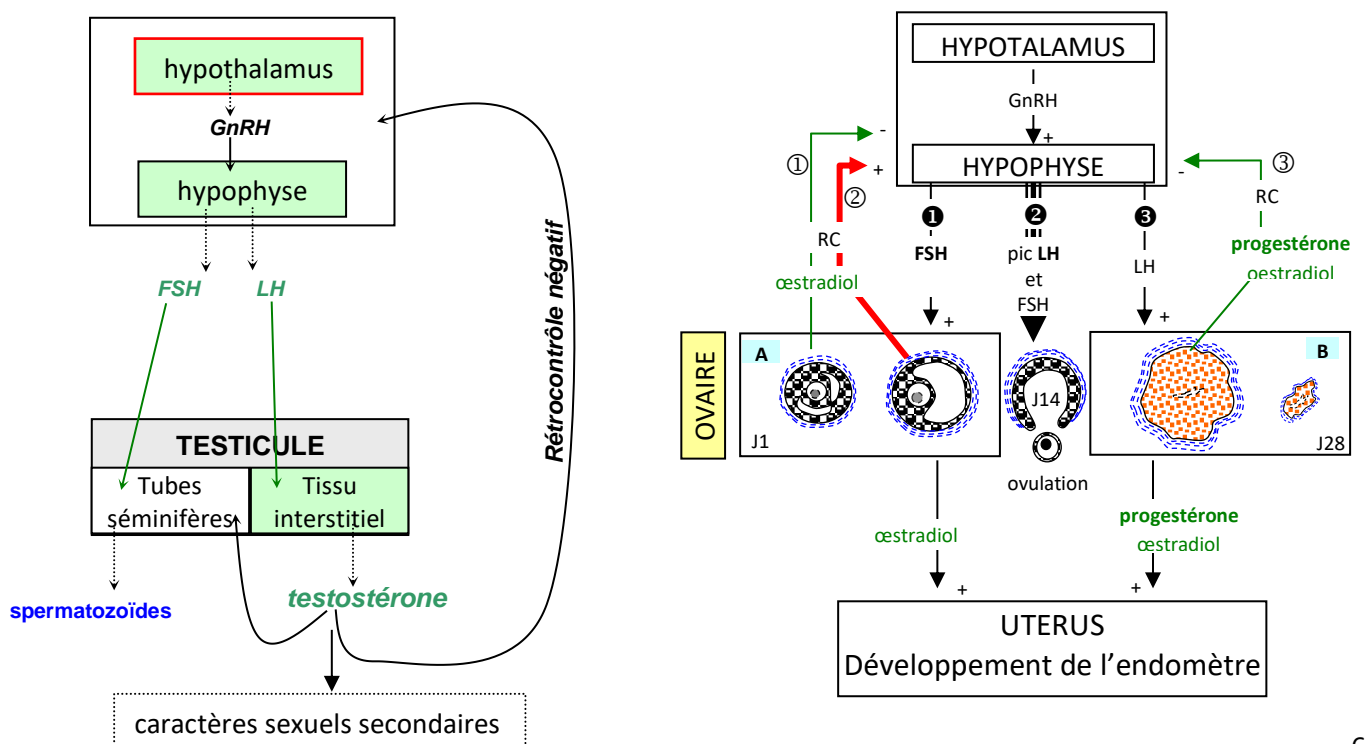 hypothalamus
GnRH
hypophyse
FSH LH
Rétrocontrôle négatif
TESTICULE
Tubes
séminifères
Tissu
interstitiel
spermatozoïdes
testostérone
caractères sexuels secondaires
HYPOTALAMUS
GnRH
+
HYPOPHYSE
①
-
②
+
RC
œstradiol
❶
FSH
+
❷
pic LH
et
FSH
❸
LH
+
-
③
RC
progestérone
oestradiol
OVAIRE
A
J1
J14
ovulation
B
J28
œstradiol
+
progestérone
œstradiol
+
UTERUS
Développement de l’endomètre